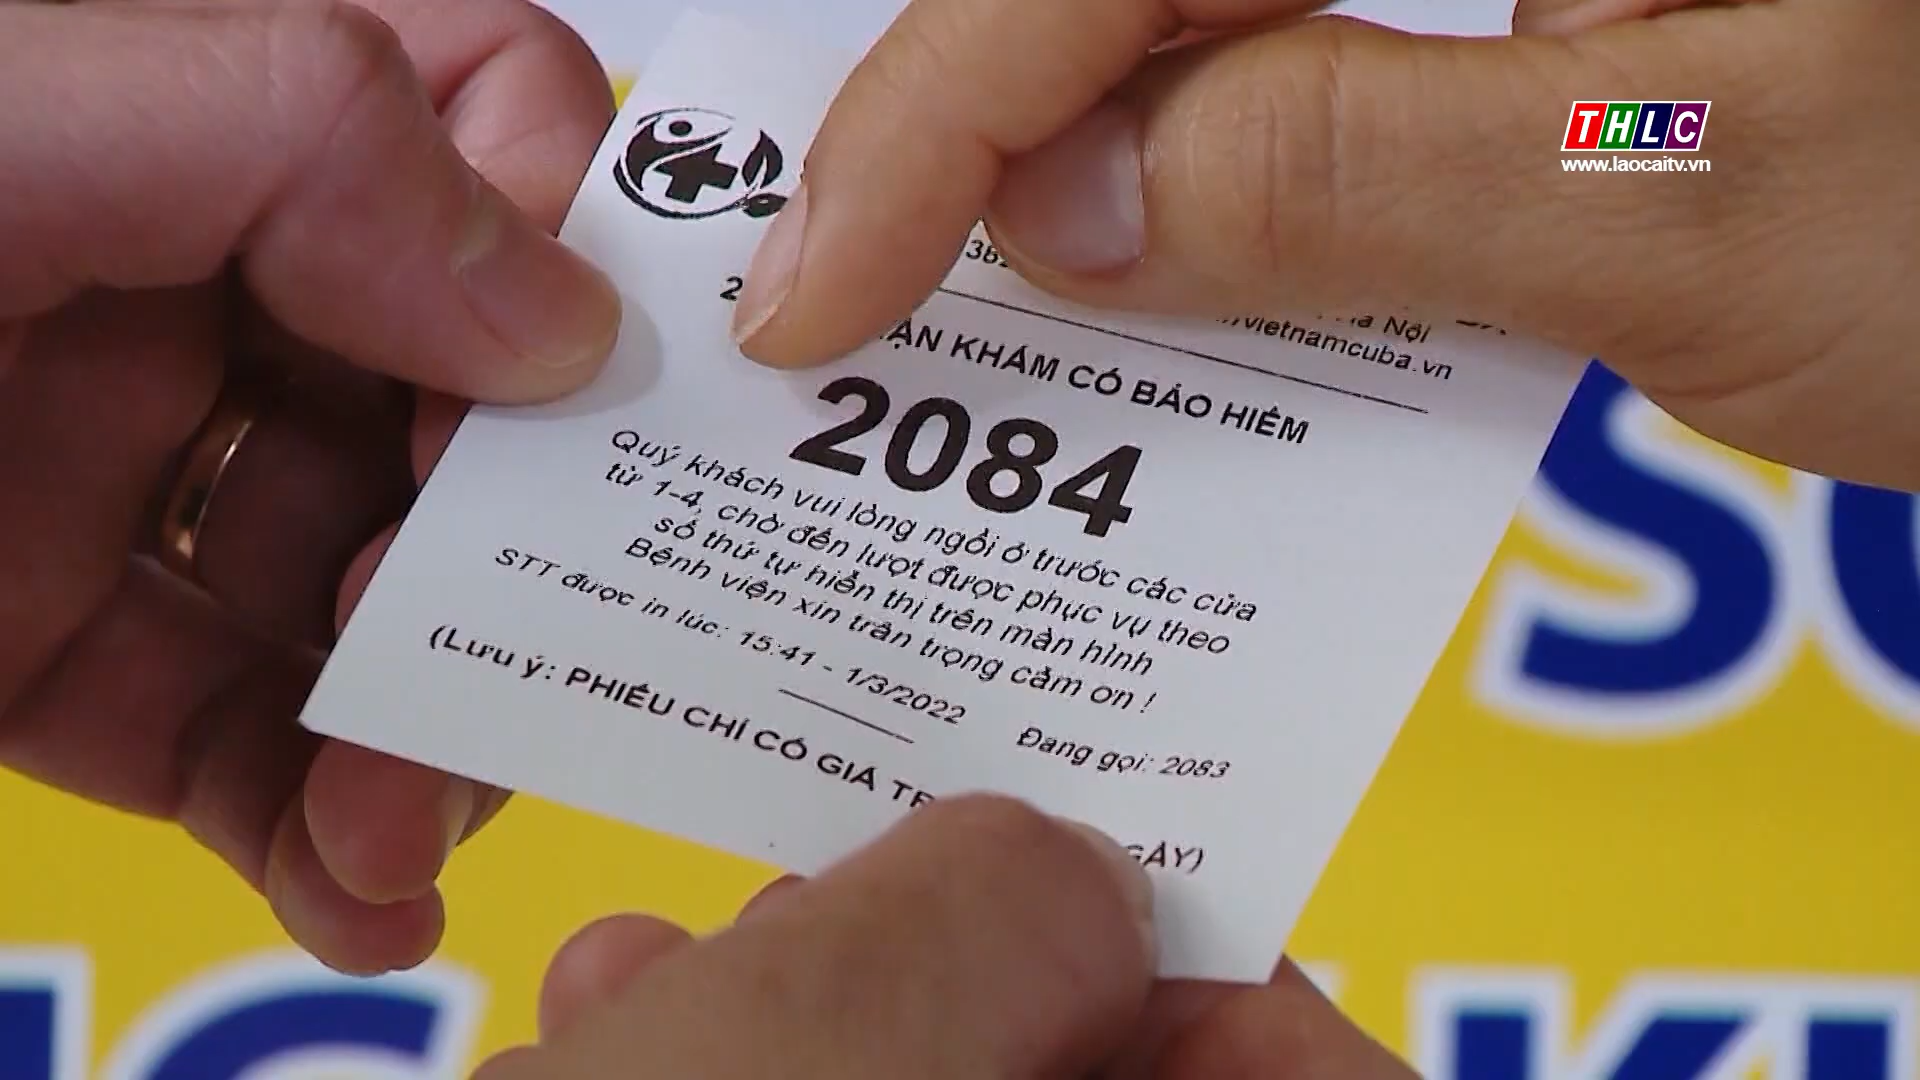 THLC
www.laocaitv.vn
Hà Nội
vietnamcuba.vn
KHÁM CÓ BẢO HIỂM
2084
Quý khách vui lòng ngồi ở trước các cửa
từ 1-4, chờ đến lượt được phục vụ theo
số thứ tự hiển thị trên màn hình
Bệnh viện xin trân trọng cảm ơn !
STT được in lúc: 15:41 - 1/3/2022
Đang gọi: 2083
(Lưu ý: PHIẾU CHỈ CÓ GIÁ